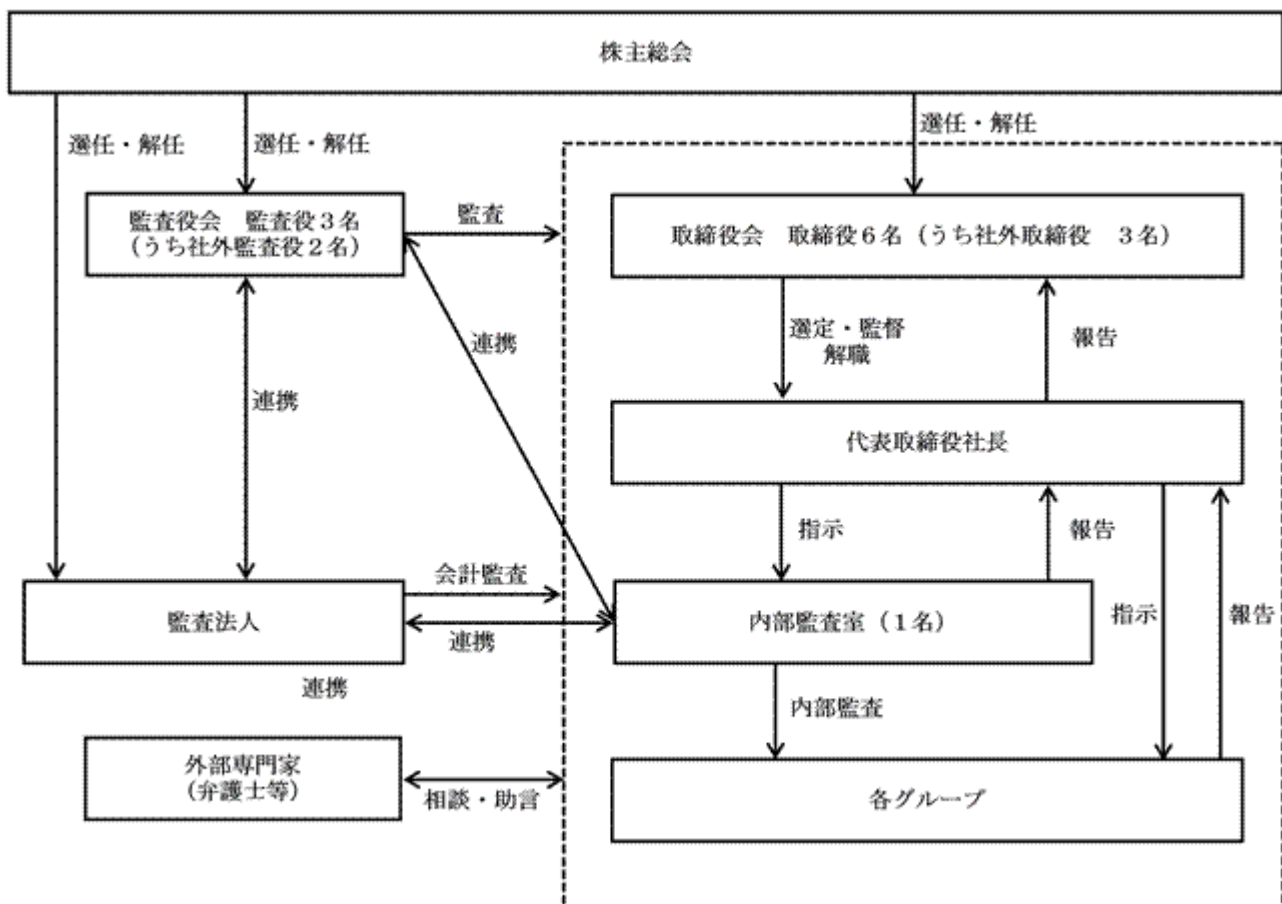 株主総会
選任・解任
選任・解任
選任・解任
監査役会　監査役３名
（うち社外監査役２名）
監査
取締役会　取締役６名（うち社外取締役　３名）
連携
選定・監督
解職
報告
連携
代表取締役社長
指示
報告
会計監査
監査法人
連携
内部監査室（１名）
指示
報告
連携
内部監査
外部専門家
（弁護士等）
相談・助言
各グループ